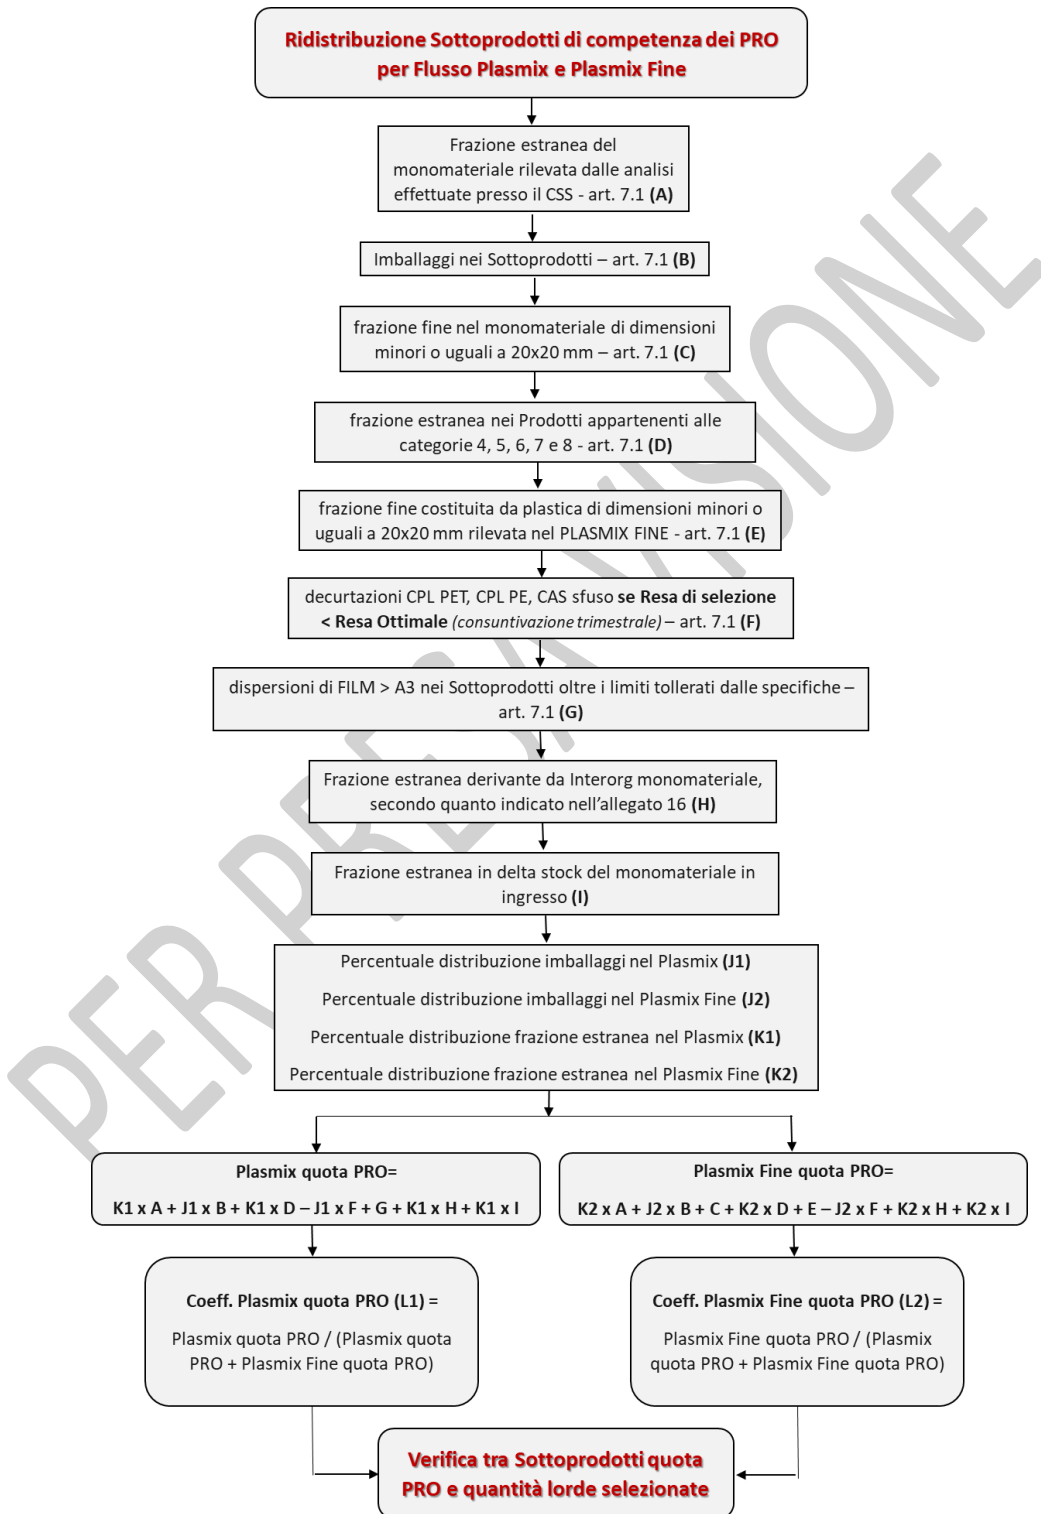 Ridistribuzione Sottoprodotti di competenza dei PRO
per Flusso Plasmix e Plasmix Fine
Frazione estranea del
monomateriale rilevata dalle analisi
effettuate presso il CSS - art. 7.1 (A)
Imballaggi nei Sottoprodotti – art. 7.1 (B)
frazione fine nel monomateriale di dimensioni
minori o uguali a 20x20 mm – art. 7.1 (C)
frazione estranea nei Prodotti appartenenti alle
categorie 4, 5, 6, 7 e 8 - art. 7.1 (D)
frazione fine costituita da plastica di dimensioni minori o
uguali a 20x20 mm rilevata nel PLASMIX FINE - art. 7.1 (E)
decurtazioni CPL PET, CPL PE, CAS sfuso se Resa di selezione
< Resa Ottimale (consuntivazione trimestrale) – art. 7.1 (F)
dispersioni di FILM > A3 nei Sottoprodotti oltre i limiti tollerati dalle specifiche –
art. 7.1 (G)
Frazione estranea derivante da Interorg monomateriale,
secondo quanto indicato nell'allegato 16 (H)
Frazione estranea in delta stock del monomateriale in
ingresso (I)
Percentuale distribuzione imballaggi nel Plasmix (J1)
Percentuale distribuzione imballaggi nel Plasmix Fine (J2)
Percentuale distribuzione frazione estranea nel Plasmix (K1)
Percentuale distribuzione frazione estranea nel Plasmix Fine (K2)
Plasmix quota PRO=
K1 x A + J1 x B + K1 x D – J1 x F + G + K1 x H + K1 x I
Plasmix Fine quota PRO=
K2 x A + J2 x B + C + K2 x D + E – J2 x F + K2 x H + K2 x I
Coeff. Plasmix quota PRO (L1) =
Plasmix quota PRO / (Plasmix quota
PRO + Plasmix Fine quota PRO)
Coeff. Plasmix Fine quota PRO (L2) =
Plasmix Fine quota PRO / (Plasmix
quota PRO + Plasmix Fine quota PRO)
Verifica tra Sottoprodotti quota
PRO e quantità lorde selezionate
PER PRESA VISIONE